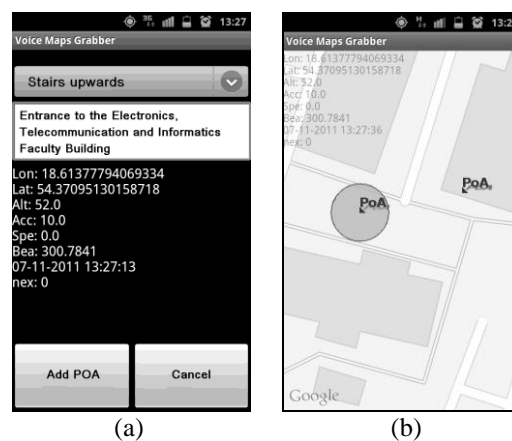 3G 13:27
Voice Maps Grabber
Stairs upwards
Entrance to the Electronics,
Telecommunication and Informatics
Faculty Building
Lon: 18.61377794069334
Lat: 54.37095130158718
Alt: 52.0
Acc: 10.0
Spe: 0.0
Bea: 300.7841
07-11-2011 13:27:13
nex: 0
Add POA
Cancel
(a)
H 13:2
Voice Maps Grabber
Lon: 18.61377794069334
Lat: 54.37095130158718
Alt: 52.0
Acc: 10.0
Spe: 0.0
Bea: 300.7841
07-11-2011 13:27:36
nex: 0
PoA
PoA
Google
(b)